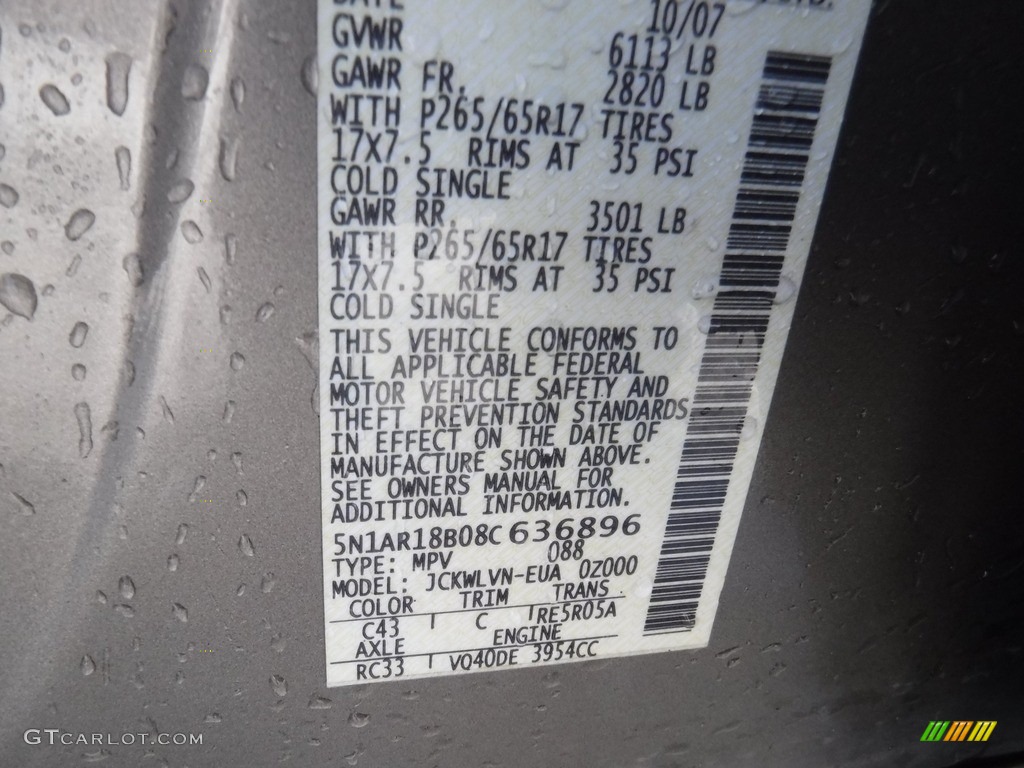 DATE 10/07
GVWR 6113 LB
GAWR FR. 2820 LB
WITH P265/65R17 TIRES
17X7.5 RIMS AT 35 PSI
COLD SINGLE
GAWR RR. 3501 LB
WITH P265/65R17 TIRES
17X7.5 RIMS AT 35 PSI
COLD SINGLE
THIS VEHICLE CONFORMS TO
ALL APPLICABLE FEDERAL
MOTOR VEHICLE SAFETY AND
THEFT PREVENTION STANDARDS
IN EFFECT ON THE DATE OF
MANUFACTURE SHOWN ABOVE.
SEE OWNERS MANUAL FOR
ADDITIONAL INFORMATION.
5N1AR18B08C636896
TYPE: MPV 088
MODEL: JCKWLVN-EUA 0Z000
COLOR TRIM TRANS
C43 C RE5R05A
AXLE ENGINE
RC33 VQ40DE 3954CC
GTCARLOT.COM